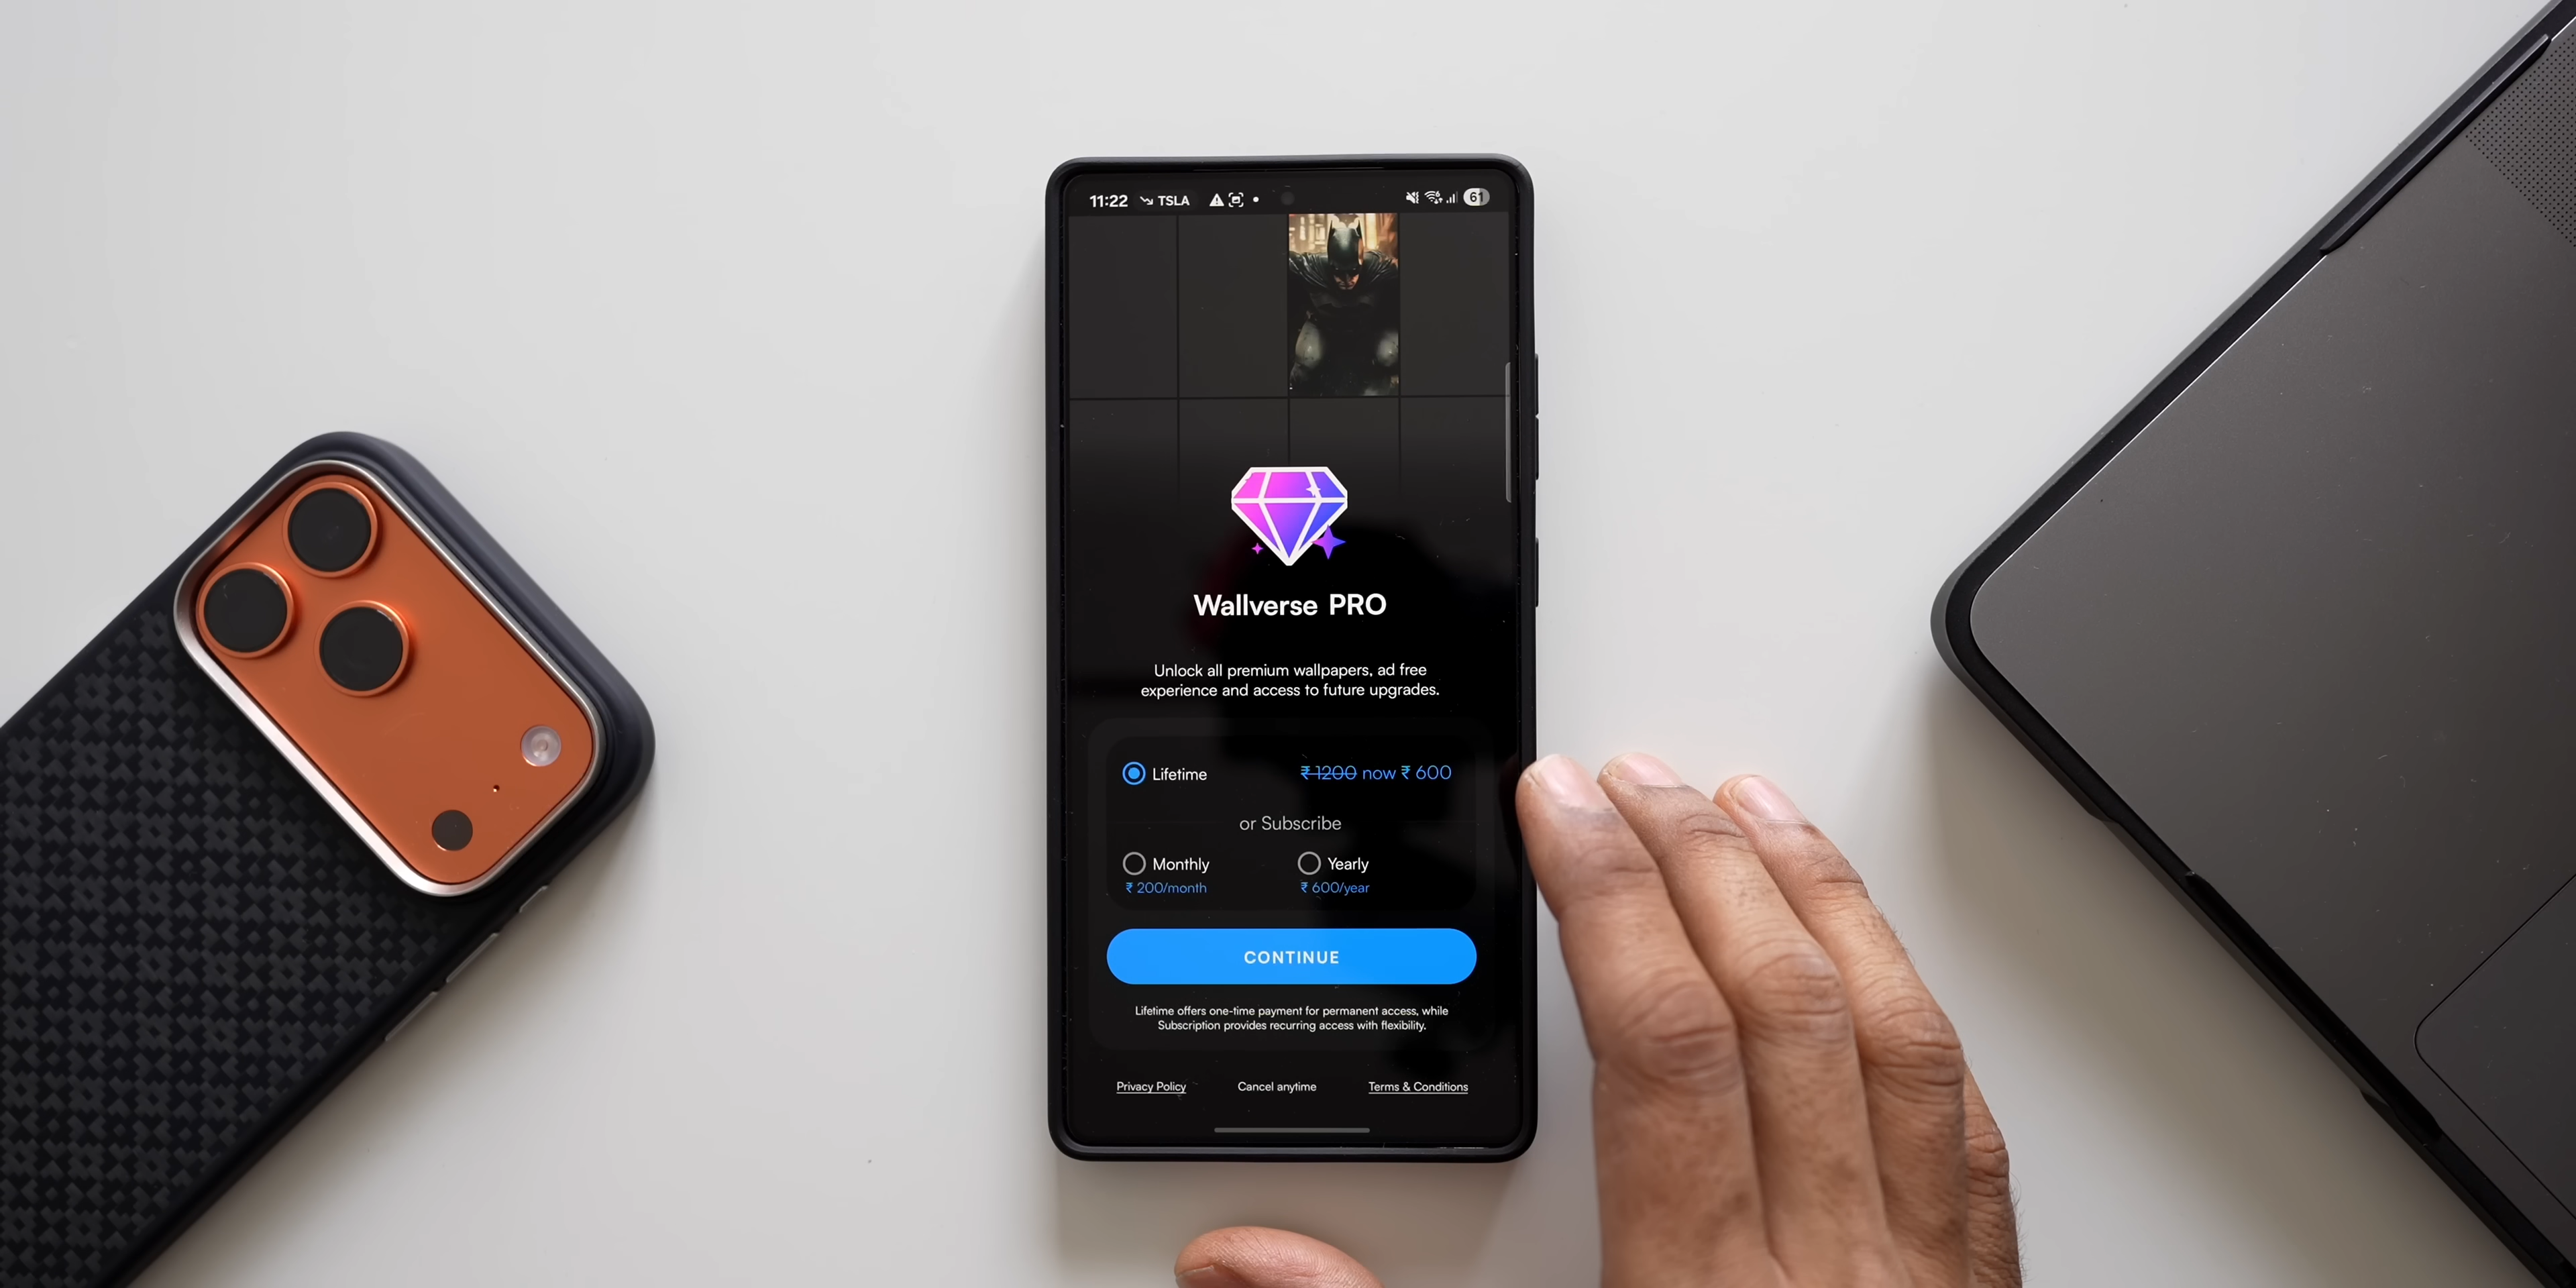 11:22 TSLA 61
Wallverse PRO
Unlock all premium wallpapers, ad free
experience and access to future upgrades.
Lifetime ₹ 1200 now ₹ 600
or Subscribe
Monthly Yearly
₹ 200/month ₹ 600/year
CONTINUE
Lifetime offers one-time payment for permanent access, while
Subscription provides recurring access with flexibility.
Privacy Policy Cancel anytime Terms & Conditions